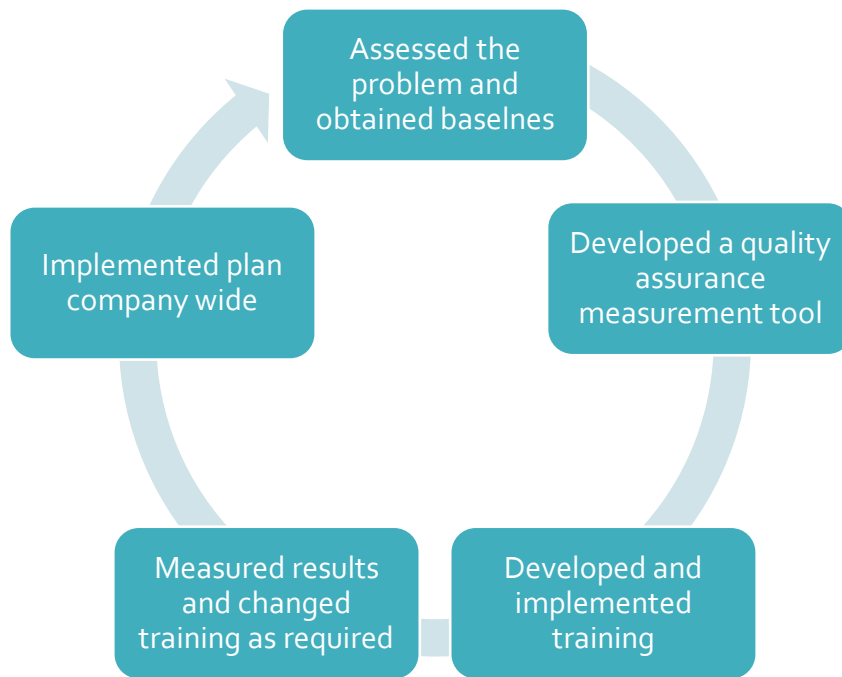 Assessed the
problem and
obtained baselnes
Developed a quality
assurance
measurement tool
Developed and
implemented
training
Measured results
and changed
training as required
Implemented plan
company wide